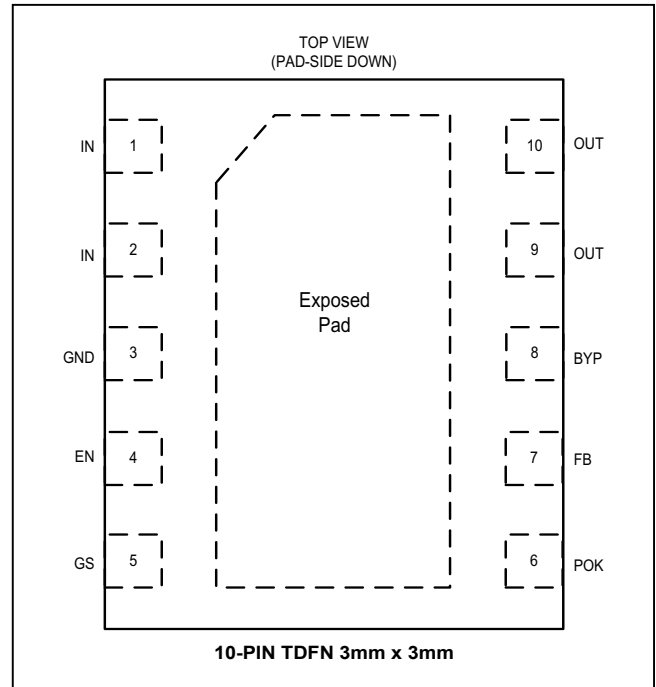 TOP VIEW
(PAD-SIDE DOWN)
IN 1
10 OUT
IN 2
9 OUT
Exposed
Pad
GND 3
8 BYP
EN 4
7 FB
GS 5
6 POK
10-PIN TDFN 3mm x 3mm